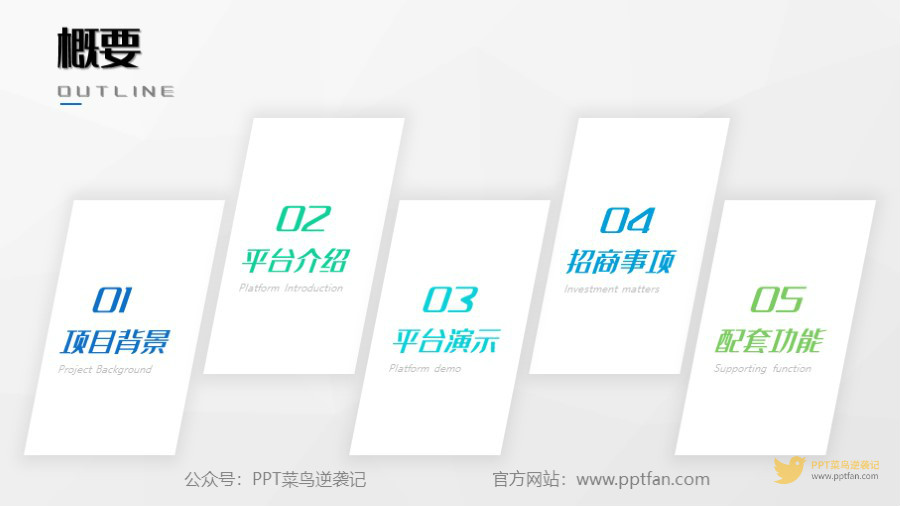 概要
OUTLINE
01
项目背景
Project Background
02
平台介绍
Platform Introduction
03
平台演示
Platform demo
04
招商事项
Investment matters
05
配套功能
Supporting function
公众号：PPT菜鸟逆袭记
官方网站：www.pptfan.com
PPT菜鸟逆袭记
www.pptfan.com